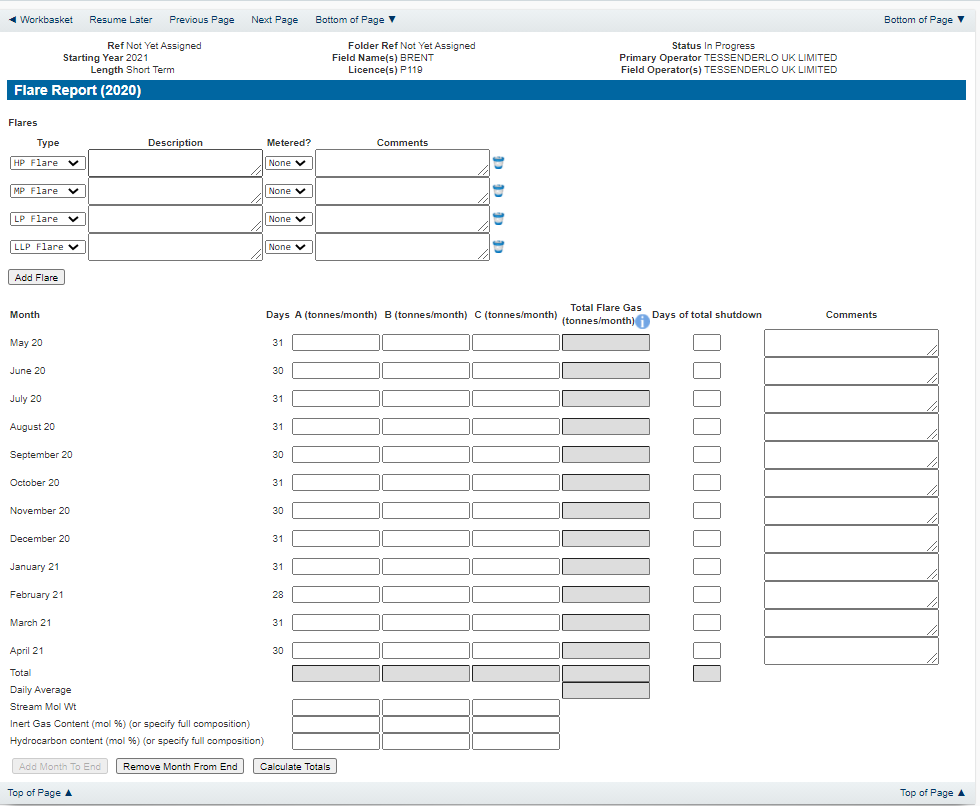 ◄ Workbasket Resume Later Previous Page Next Page Bottom of Page ▼ Bottom of Page ▼
Ref Not Yet Assigned Folder Ref Not Yet Assigned Status In Progress
Starting Year 2021 Field Name(s) BRENT Primary Operator TESSENDERLO UK LIMITED
Length Short Term Licence(s) P119 Field Operator(s) TESSENDERLO UK LIMITED
Flare Report (2020)
Flares
Type Description Metered? Comments
HP Flare None
MP Flare None
LP Flare None
LLP Flare None
Add Flare
Month Days A (tonnes/month) B (tonnes/month) C (tonnes/month) Total Flare Gas (tonnes/month) i Days of total shutdown Comments
May 20 31
June 20 30
July 20 31
August 20 31
September 20 30
October 20 31
November 20 30
December 20 31
January 21 31
February 21 28
March 21 31
April 21 30
Total
Daily Average
Stream Mol Wt
Inert Gas Content (mol %) (or specify full composition)
Hydrocarbon content (mol %) (or specify full composition)
Add Month To End Remove Month From End Calculate Totals
Top of Page ▲ Top of Page ▲